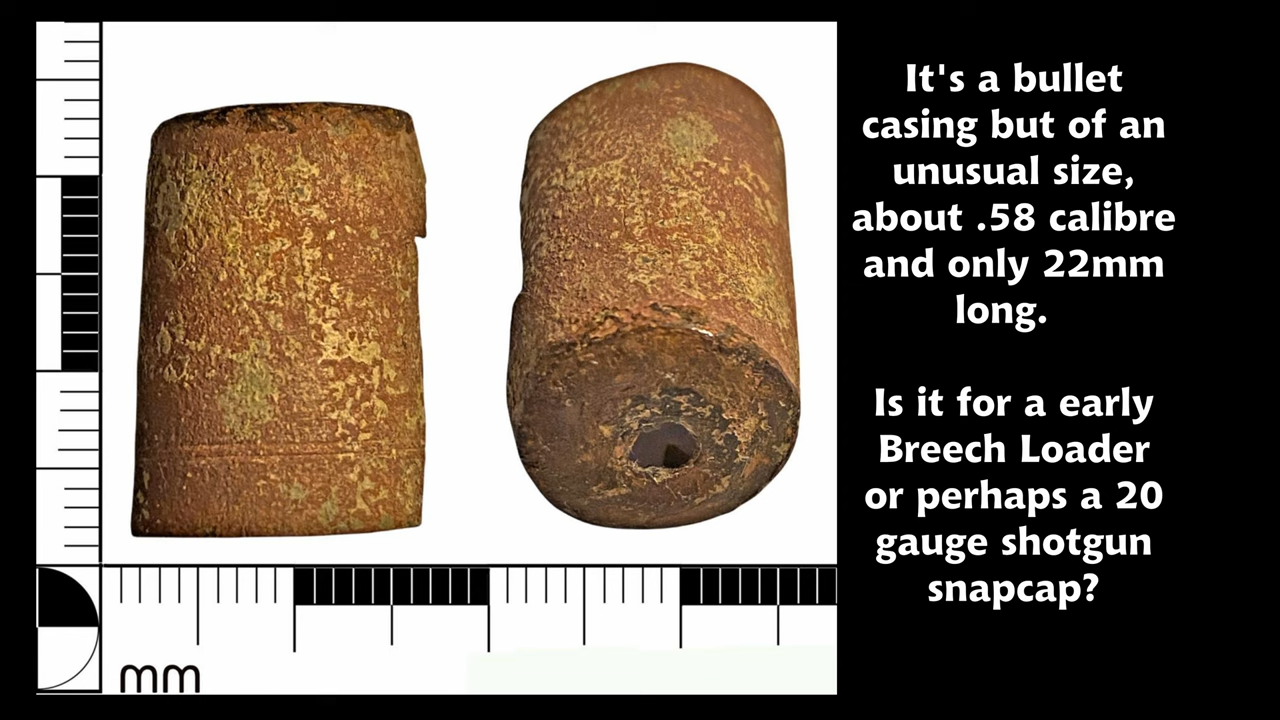 It's a bullet
casing but of an
unusual size,
about .58 calibre
and only 22mm
long.
Is it for a early
Breech Loader
or perhaps a 20
gauge shotgun
snapcap?
mm